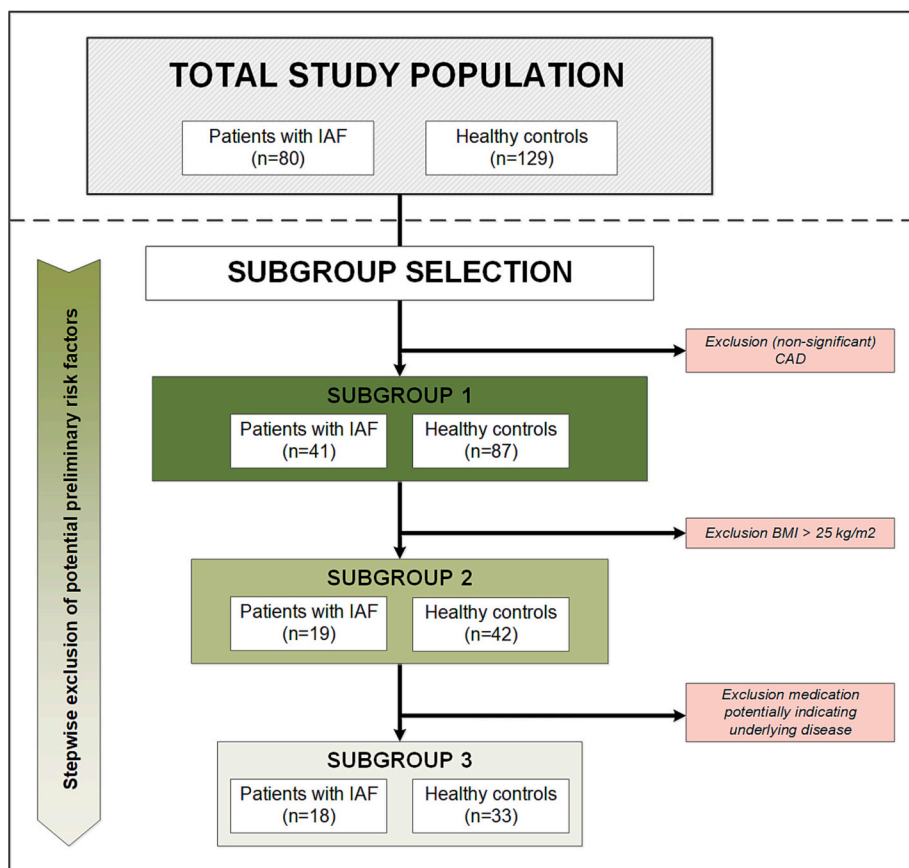 TOTAL STUDY POPULATION
Patients with IAF
(n=80)
Healthy controls
(n=129)
SUBGROUP SELECTION
Stepwise exclusion of potential preliminary risk factors
Exclusion (non-significant)
CAD
SUBGROUP 1
Patients with IAF
(n=41)
Healthy controls
(n=87)
Exclusion BMI > 25 kg/m2
SUBGROUP 2
Patients with IAF
(n=19)
Healthy controls
(n=42)
Exclusion medication
potentially indicating
underlying disease
SUBGROUP 3
Patients with IAF
(n=18)
Healthy controls
(n=33)